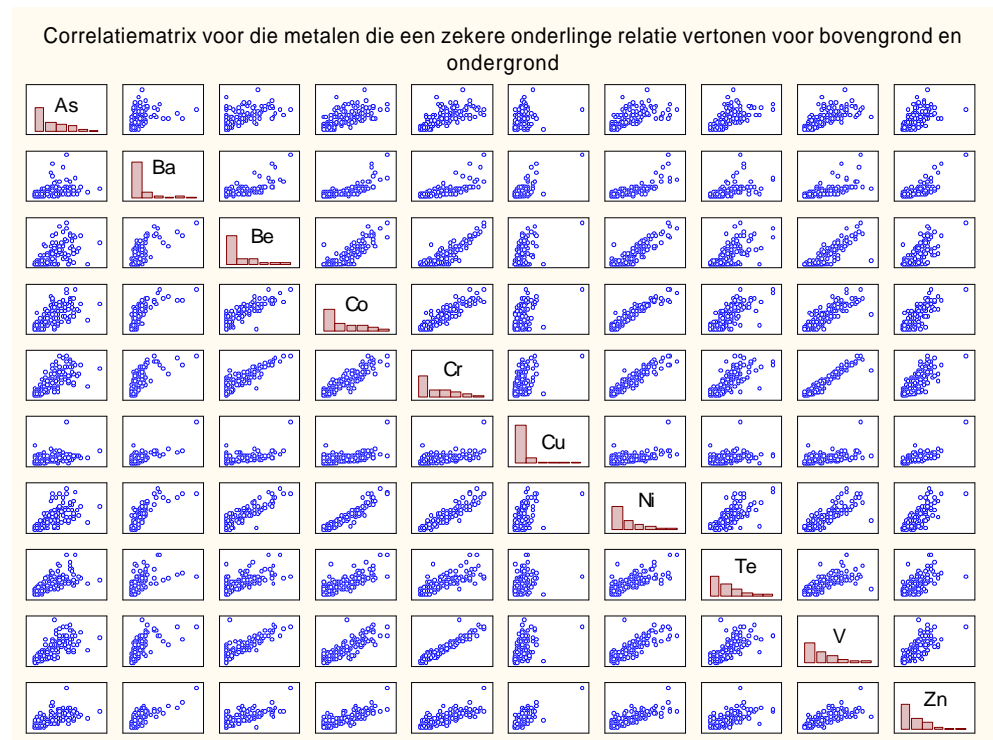 Correlatiematrix voor die metalen die een zekere onderlinge relatie vertonen voor bovengrond en
ondergrond
As
Ba
Be
Co
Cr
Cu
Ni
Te
V
Zn